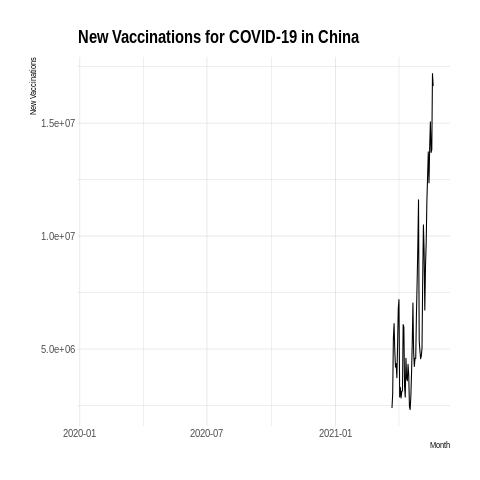 New Vaccinations for COVID-19 in China
New Vaccinations
1.5e+07
1.0e+07
5.0e+06
2020-01
2020-07
2021-01
Month